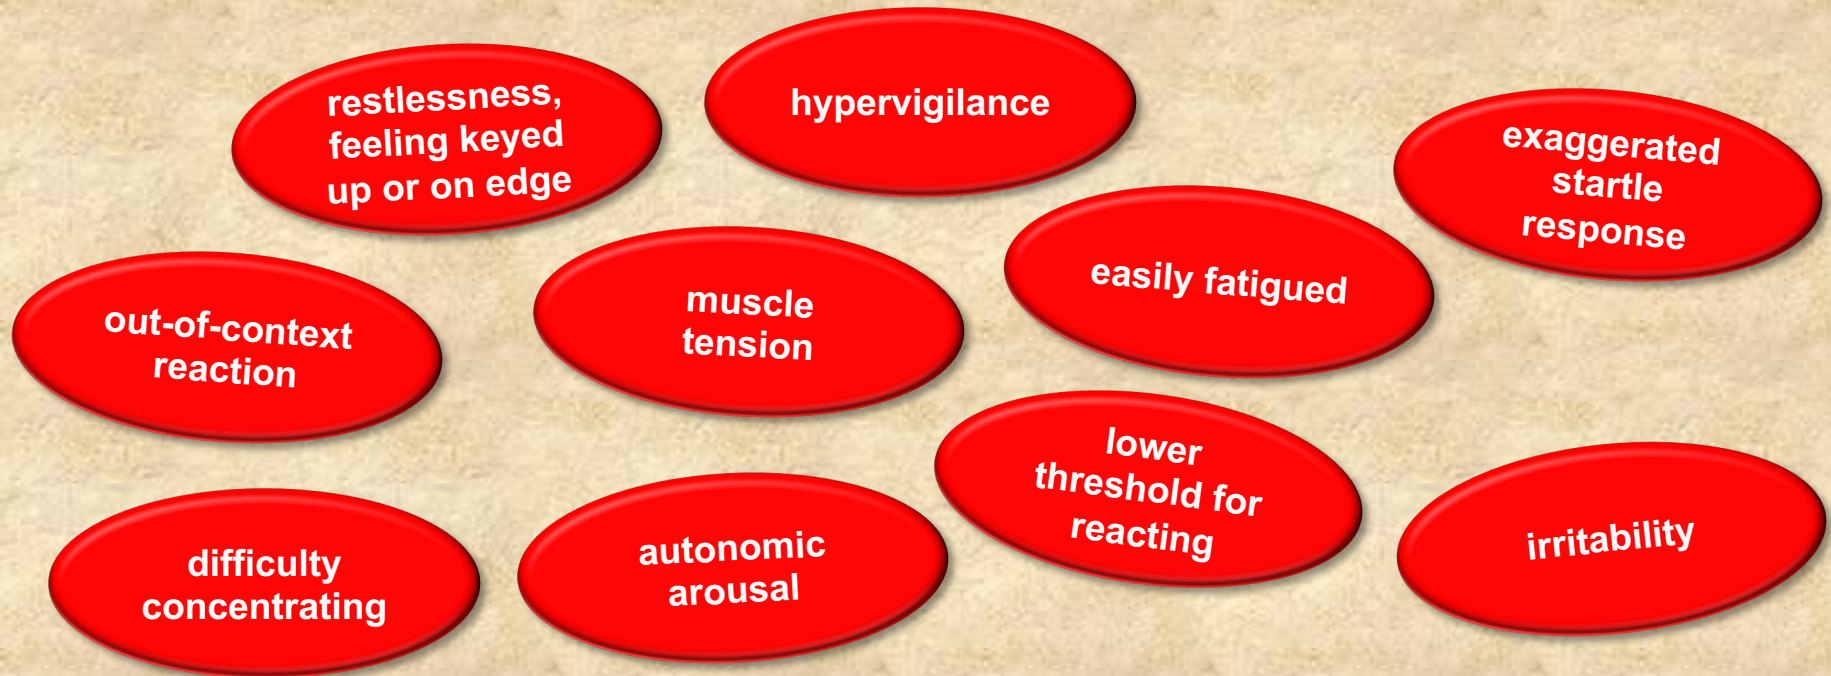 restlessness,
feeling keyed
up or on edge
hypervigilance
exaggerated
startle
response
out-of-context
reaction
muscle
tension
easily fatigued
difficulty
concentrating
autonomic
arousal
lower
threshold for
reacting
irritability